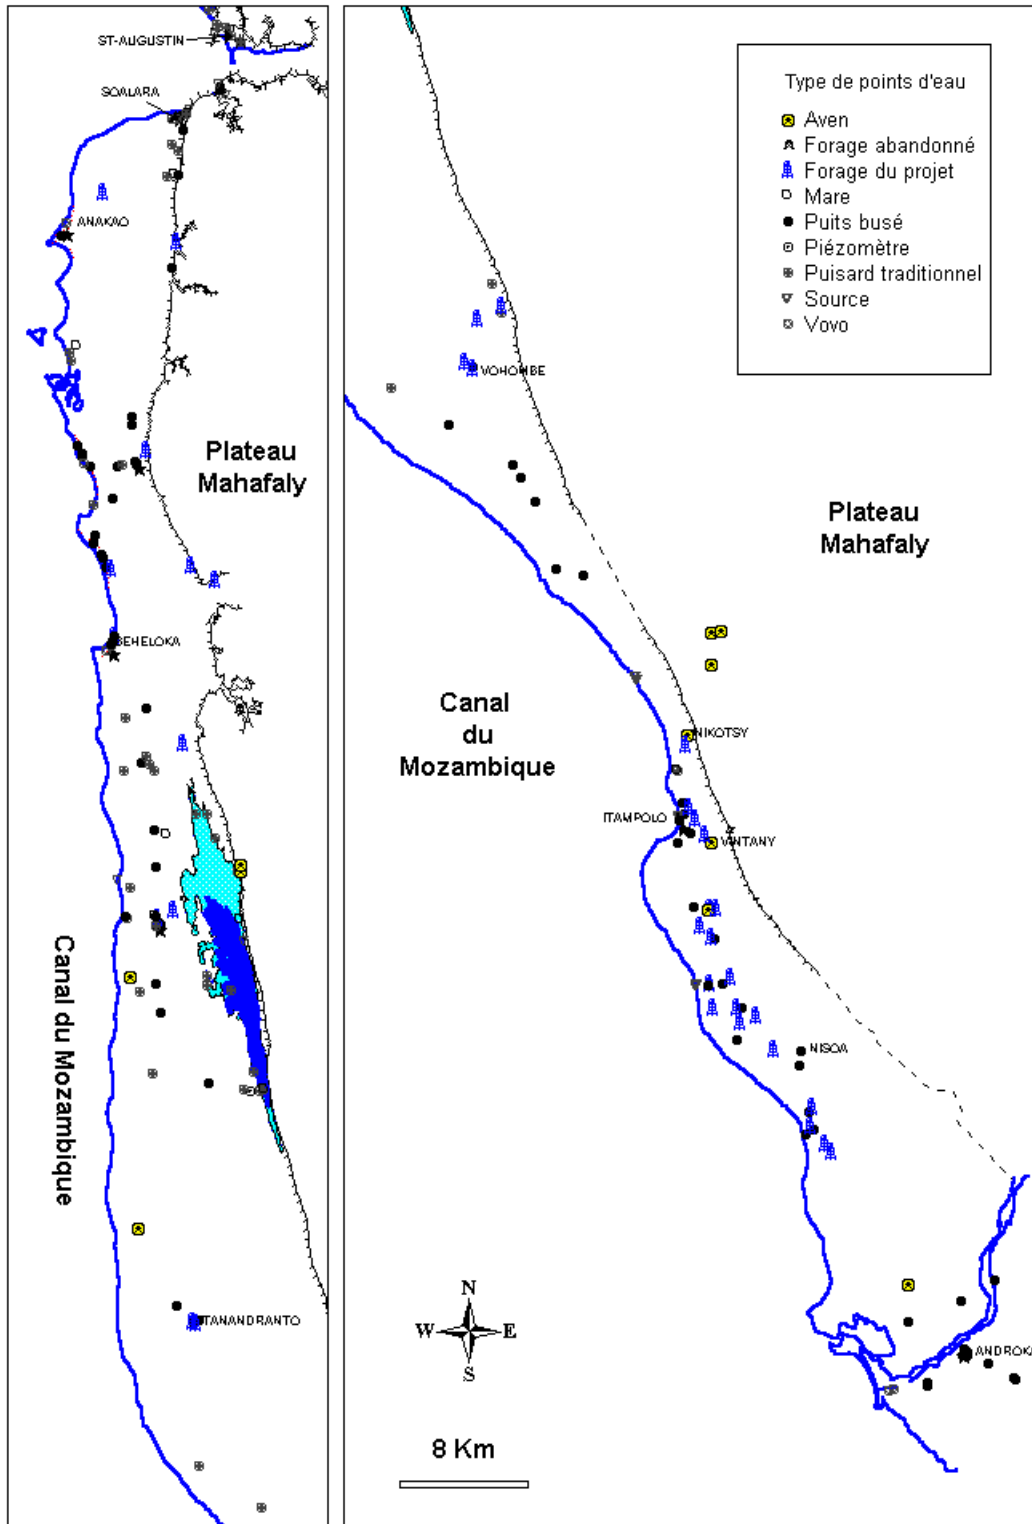 ST-AUGUSTIN
SOALARA
ANAKAO
Plateau
Mahafaly
BEHELOKA
Canal du Mozambique
TANANDRANTO
Type de points d'eau
Aven
Forage abandonné
Forage du projet
Mare
Puits busé
Piézomètre
Puisard traditionnel
Source
Vovo
VOHOMBE
Plateau
Mahafaly
Canal
du
Mozambique
NIKOTSY
ITAMPOLO
VINTANY
NISOA
ANDROKA
N
W
E
S
8 Km